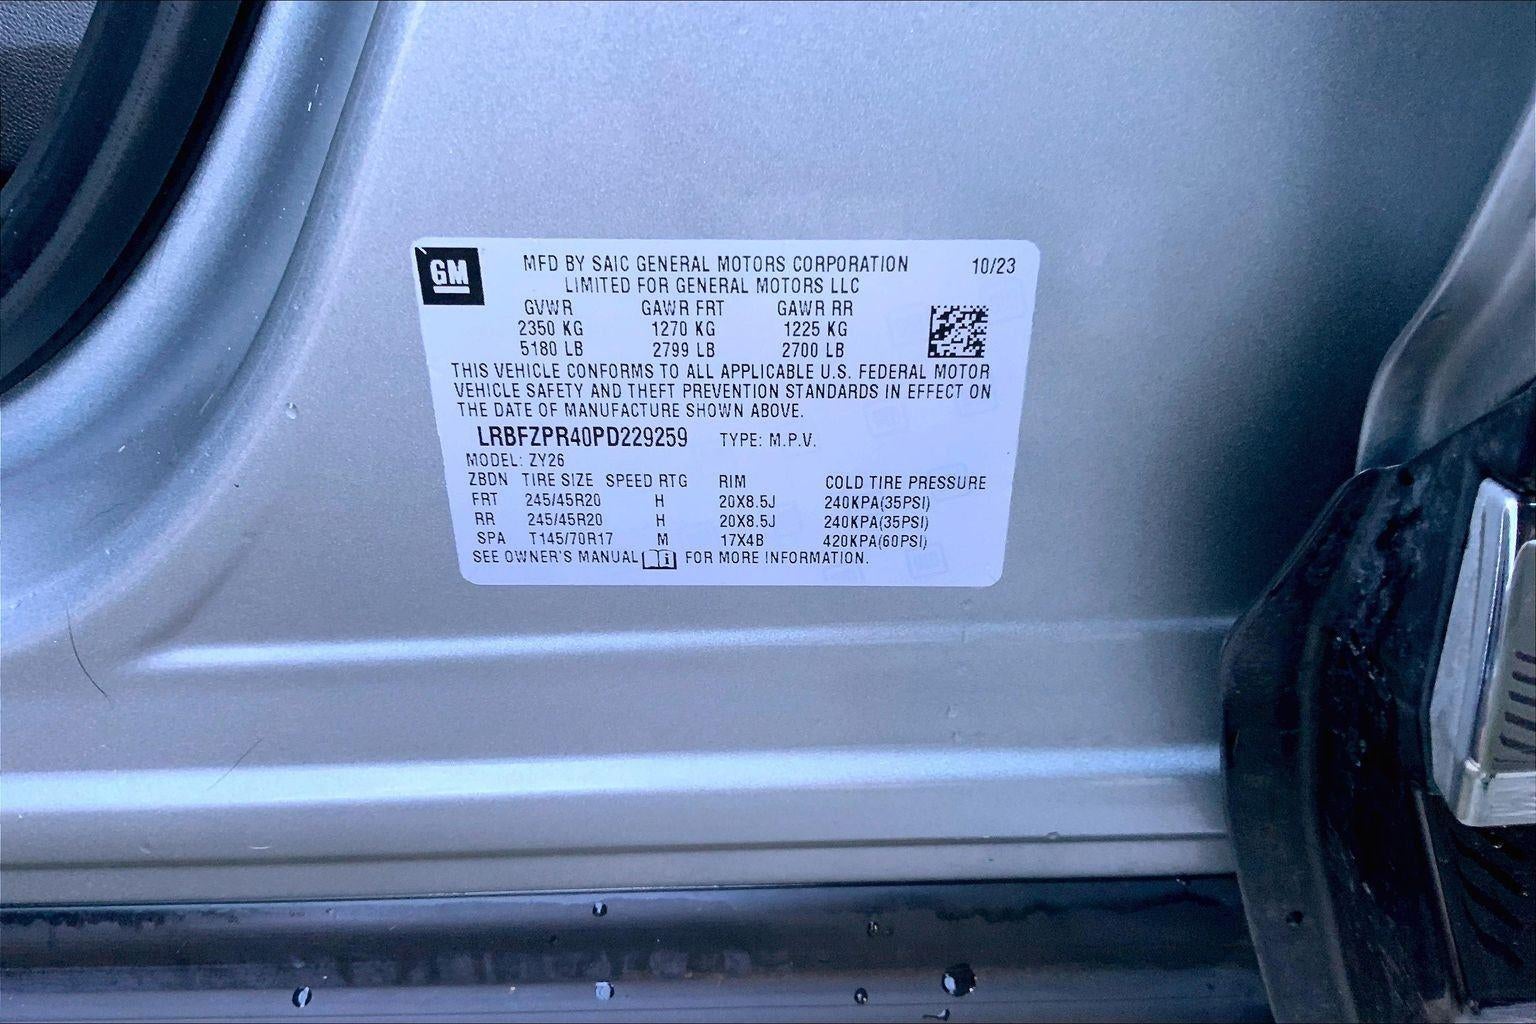 GM
MFD BY SAIC GENERAL MOTORS CORPORATION 10/23
LIMITED FOR GENERAL MOTORS LLC
GVWR GAWR FRT GAWR RR
2350 KG 1270 KG 1225 KG
5180 LB 2799 LB 2700 LB
THIS VEHICLE CONFORMS TO ALL APPLICABLE U.S. FEDERAL MOTOR
VEHICLE SAFETY AND THEFT PREVENTION STANDARDS IN EFFECT ON
THE DATE OF MANUFACTURE SHOWN ABOVE.
LRBFZPR40PD229259 TYPE: M.P.V.
MODEL: ZY26
ZBDN TIRE SIZE SPEED RTG RIM COLD TIRE PRESSURE
FRT 245/45R20 H 20X8.5J 240KPA(35PSI)
RR 245/45R20 H 20X8.5J 240KPA(35PSI)
SPA T145/70R17 M 17X4B 420KPA(60PSI)
SEE OWNER'S MANUAL FOR MORE INFORMATION.